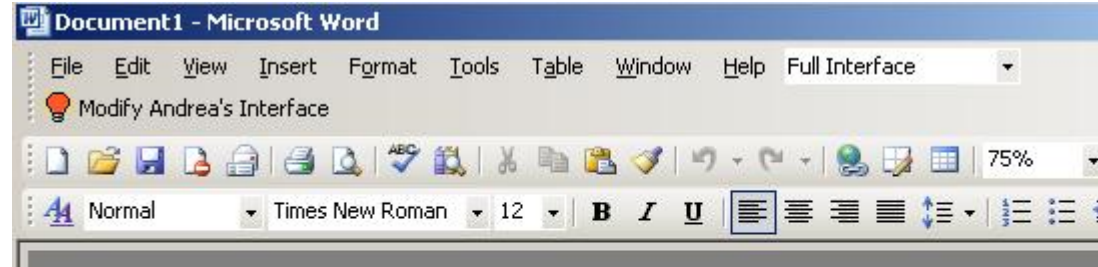 Document1 - Microsoft Word
File Edit View Insert Format Tools Table Window Help Full Interface
Modify Andrea's Interface
ABC 75%
Normal Times New Roman 12 B I U